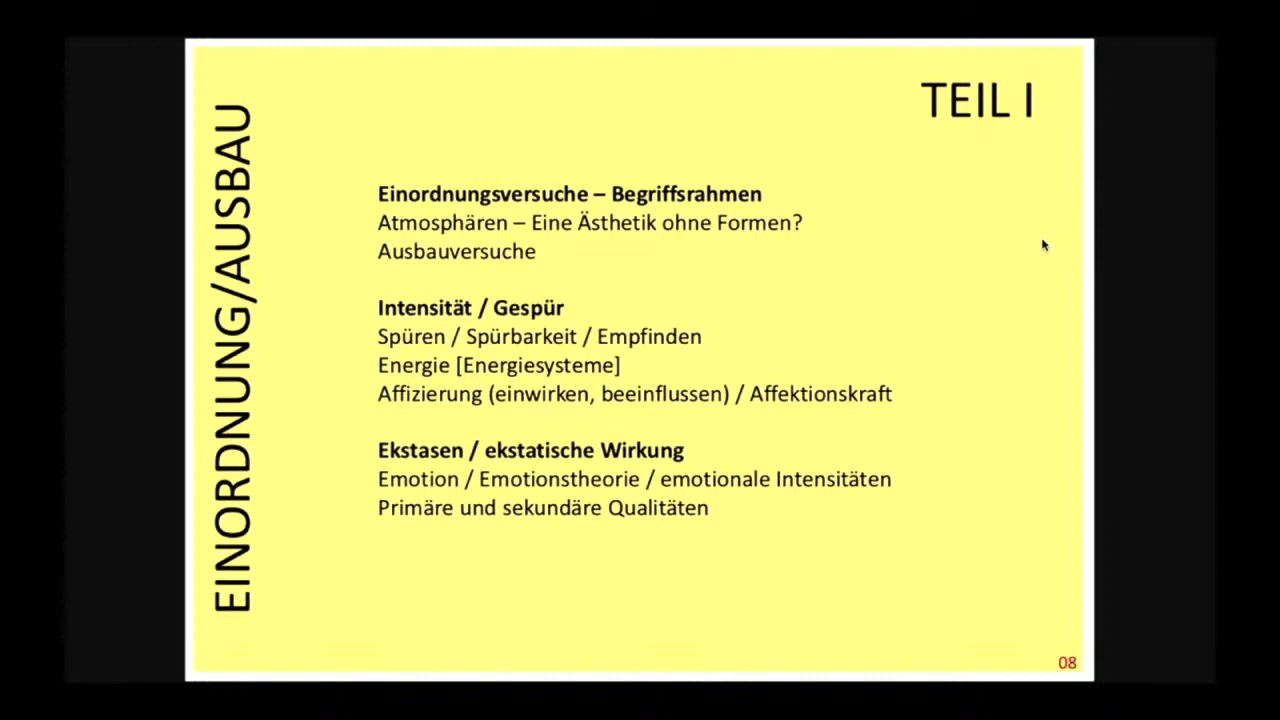 EINORDNUNG/AUSBAU
TEIL I
Einordnungsversuche – Begriffsrahmen
Atmosphären – Eine Ästhetik ohne Formen?
Ausbauversuche
Intensität / Gespür
Spüren / Spürbarkeit / Empfinden
Energie [Energiesysteme]
Affizierung (einwirken, beeinflussen) / Affektionskraft
Ekstasen / ekstatische Wirkung
Emotion / Emotionstheorie / emotionale Intensitäten
Primäre und sekundäre Qualitäten
08